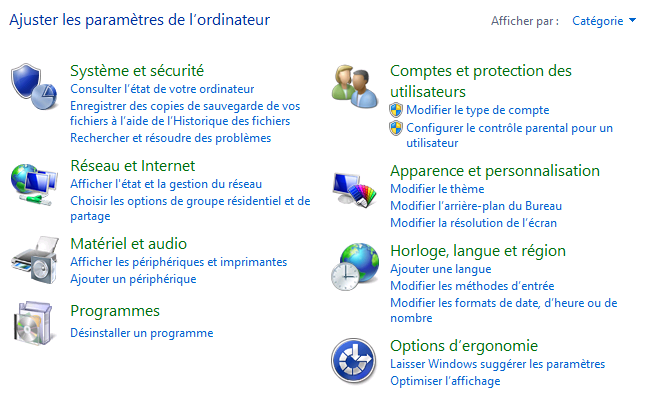 Ajuster les paramètres de l'ordinateur
Afficher par :
Catégorie
Système et sécurité
Consulter l'état de votre ordinateur
Enregistrer des copies de sauvegarde de vos
fichiers à l'aide de l'Historique des fichiers
Rechercher et résoudre des problèmes
Réseau et Internet
Afficher l'état et la gestion du réseau
Choisir les options de groupe résidentiel et de
partage
Matériel et audio
Afficher les périphériques et imprimantes
Ajouter un périphérique
Programmes
Désinstaller un programme
Comptes et protection des
utilisateurs
Modifier le type de compte
Configurer le contrôle parental pour un
utilisateur
Apparence et personnalisation
Modifier le thème
Modifier l'arrière-plan du Bureau
Modifier la résolution de l'écran
Horloge, langue et région
Ajouter une langue
Modifier les méthodes d'entrée
Modifier les formats de date, d'heure ou de
nombre
Options d'ergonomie
Laisser Windows suggérer les paramètres
Optimiser l'affichage